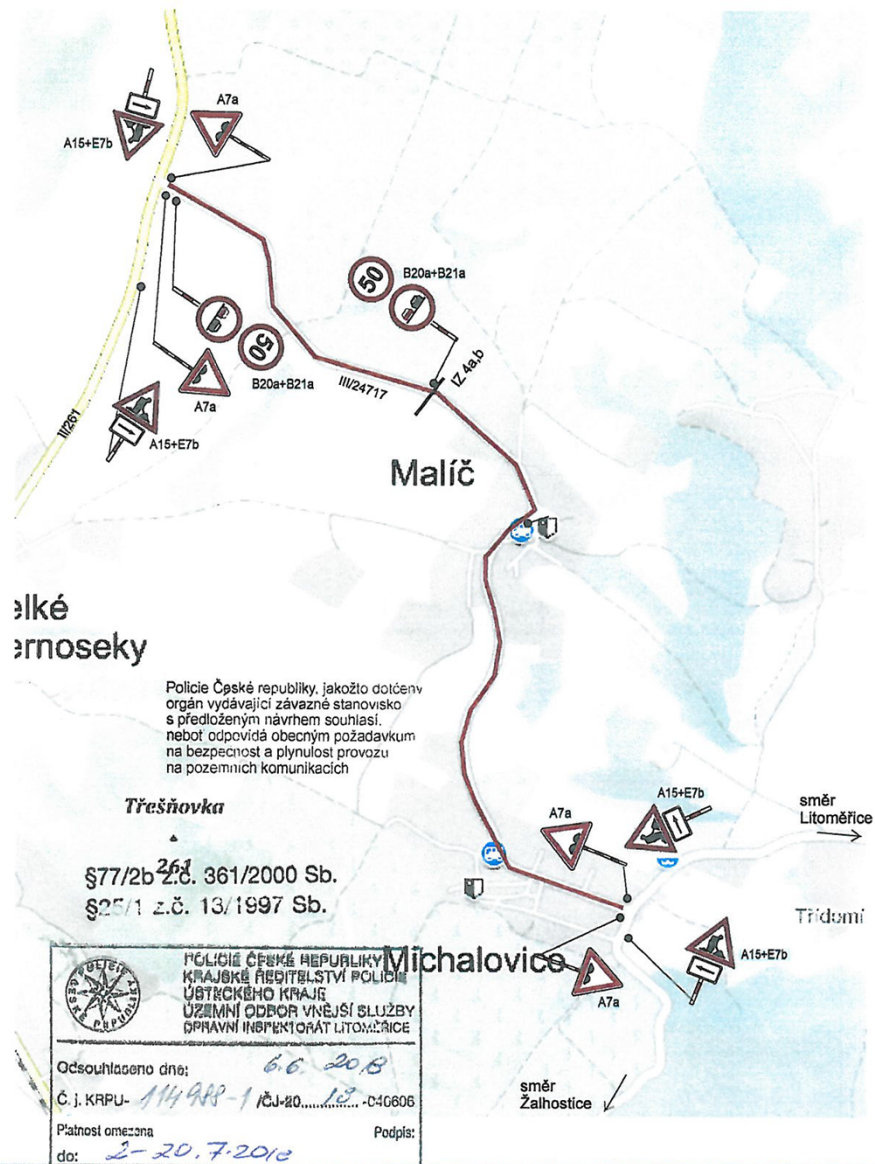 A7a
A15+E7b
50
B20a+B21a
50
B20a+B21a
IZ 4a,b
III/24717
A7a
II/261
A15+E7b
Malíč
elké
ernoseky
Policie České republiky, jakožto dotčený
orgán vydávající závazné stanovisko
s předloženým návrhem souhlasí,
neboť odpovídá obecným požadavkum
na bezpečnost a plynulost provozu
na pozemních komunikacích
Třešňovka
261
§77/2b z.č. 361/2000 Sb.
§25/1 z.č. 13/1997 Sb.
A7a
A15+E7b
směr
Litoměřice
Třídomí
A15+E7b
A7a
Michalovice
směr
Žalhostice
POLICIE ČESKÉ REPUBLIKY
KRAJSKÉ ŘEDITELSTVÍ POLICIE
ÚSTECKÉHO KRAJE
ÚZEMNÍ ODBOR VNĚJŠÍ SLUŽBY
DOPRAVNÍ INSPEKTORÁT LITOMĚŘICE
Odsouhlaseno dne: 6.6. 2018
Č. j. KRPU- 114988-1 /ČJ-20 18 -040606
Platnost omezena Podpis:
do: 2-20.7.2018